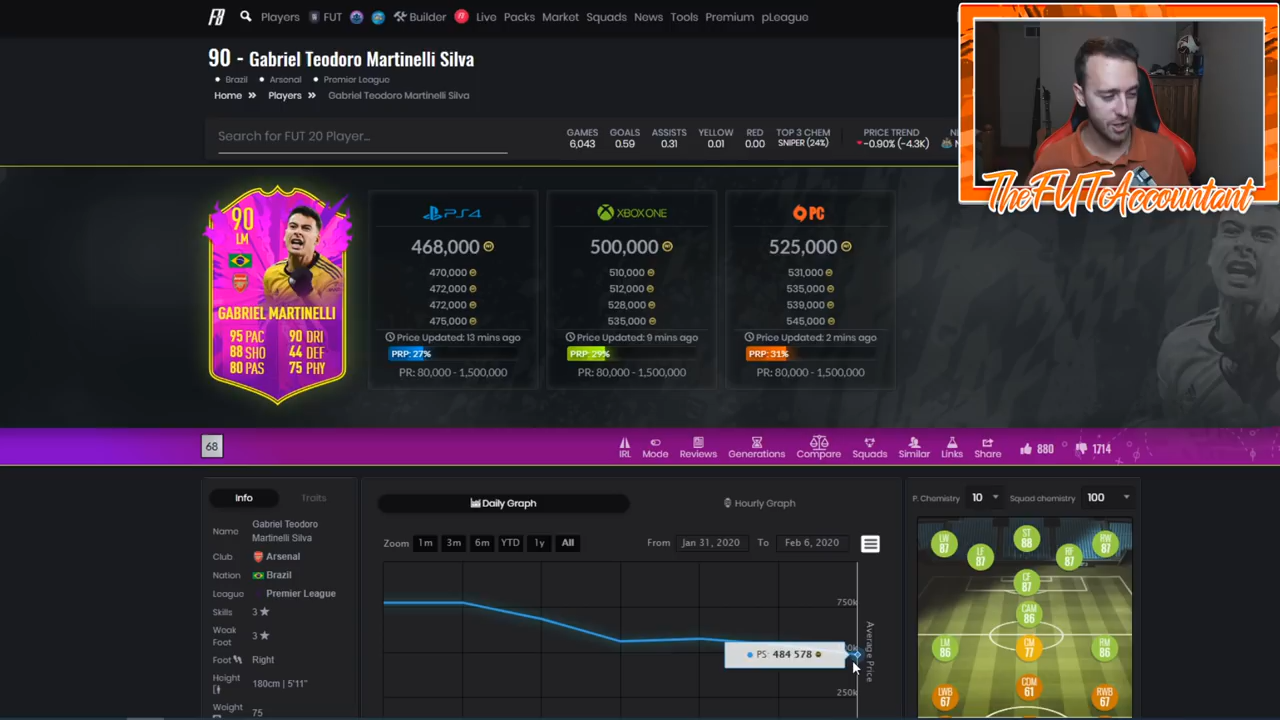 F8 Players FUT Builder Live Packs Market Squads News Tools Premium pLeague
90 - Gabriel Teodoro Martinelli Silva
Brazil Arsenal Premier League
Home » Players » Gabriel Teodoro Martinelli Silva
Search for FUT 20 Player...
GAMES GOALS ASSISTS YELLOW RED TOP 3 CHEM PRICE TREND
6,043 0.59 0.31 0.01 0.00 SNIPER (24%) -0.90% (-4.3K)
TheFUTAccountant
90
LM
GABRIEL MARTINELLI
95 PAC 90 DRI
88 SHO 44 DEF
80 PAS 75 PHY
PS4
468,000
470,000
472,000
472,000
475,000
Price Updated: 13 mins ago
PRP: 27%
PR: 80,000 - 1,500,000
XBOX ONE
500,000
510,000
512,000
528,000
535,000
Price Updated: 9 mins ago
PRP: 29%
PR: 80,000 - 1,500,000
PC
525,000
531,000
535,000
539,000
545,000
Price Updated: 2 mins ago
PRP: 31%
PR: 80,000 - 1,500,000
68
IRL Mode Reviews Generations Compare Squads Similar Links Share 880 1714
Info Traits
Name Gabriel Teodoro
Martinelli Silva
Club Arsenal
Nation Brazil
League Premier League
Skills 3
Weak
Foot 3
Foot Right
Height 180cm | 5'11"
Weight 75
Daily Graph Hourly Graph
Zoom 1m 3m 6m YTD 1y All From Jan 31, 2020 To Feb 6, 2020
750k
PS: 484 578
250k
Average Price
P. Chemistry 10 Squad chemistry 100
ST
88
LW
87
RW
87
LF
87
RF
87
CF
87
CAM
86
LM
86
CM
77
RM
86
CDM
61
LWB
67
RWB
67